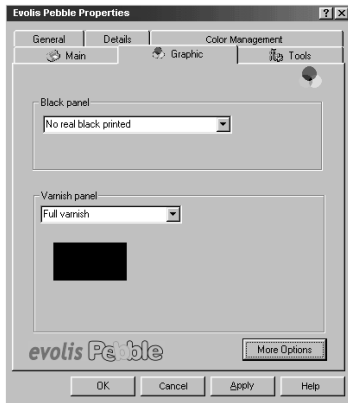 Evolis Pebble Properties
General Details Color Management
Main Graphic Tools
Black panel
No real black printed
Varnish panel
Full varnish
evolis Pebble More Options
OK Cancel Apply Help